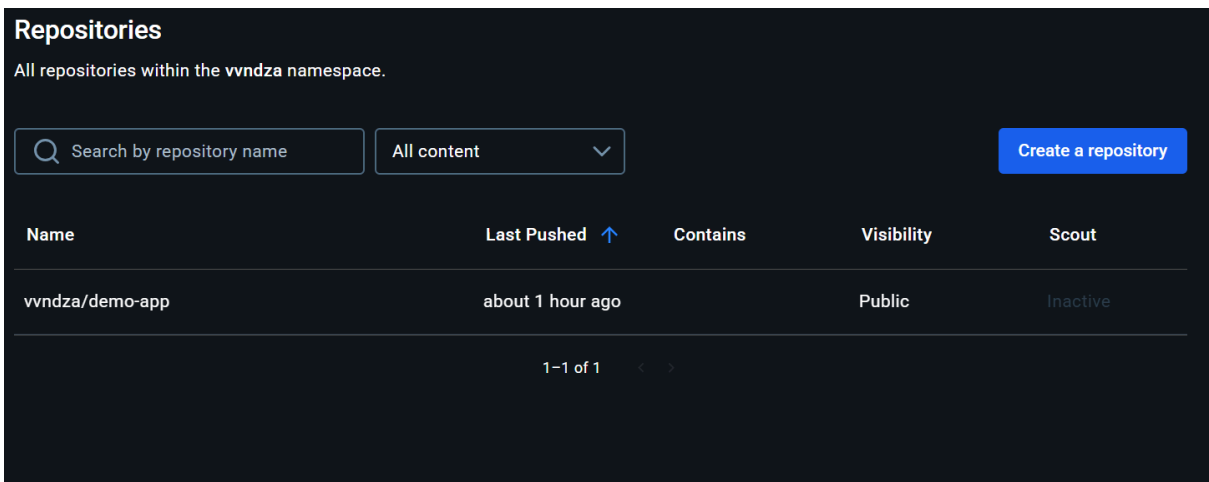 Repositories
All repositories within the vvndza namespace.
Search by repository name
All content
Create a repository
Name Last Pushed Contains Visibility Scout
vvndza/demo-app about 1 hour ago Public Inactive
1–1 of 1